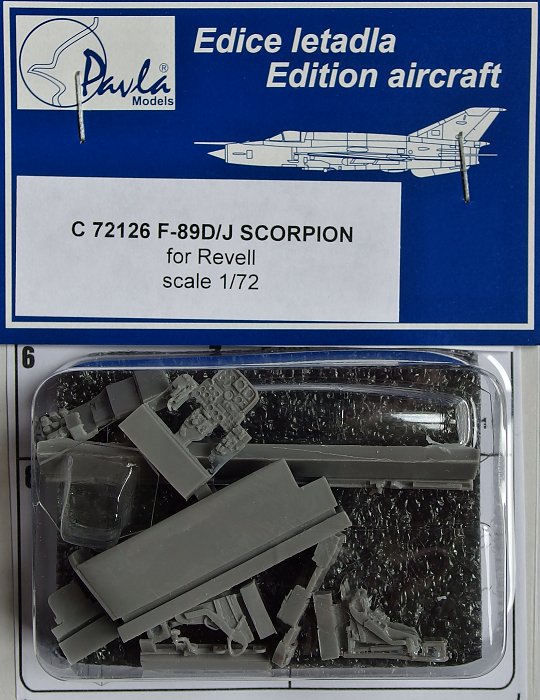 Pavla®
Models
Edice letadla
Edition aircraft
C 72126 F-89D/J SCORPION
for Revell
scale 1/72
6